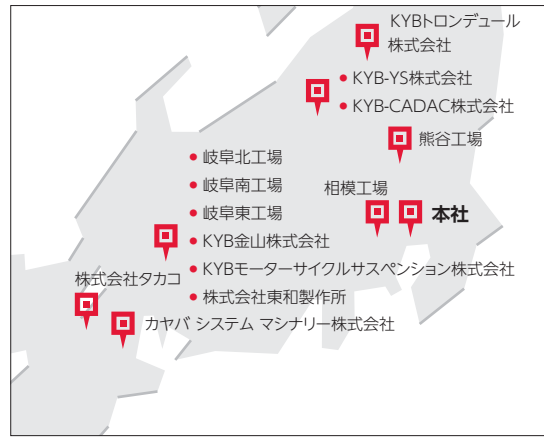 KYBトロンデュール
株式会社
• KYB-YS株式会社
• KYB-CADAC株式会社
熊谷工場
• 岐阜北工場
• 岐阜南工場
相模工場
• 岐阜東工場
本社
• KYB金山株式会社
• KYBモーターサイクルサスペンション株式会社
株式会社タカコ
• 株式会社東和製作所
カヤバ システム マシナリー株式会社